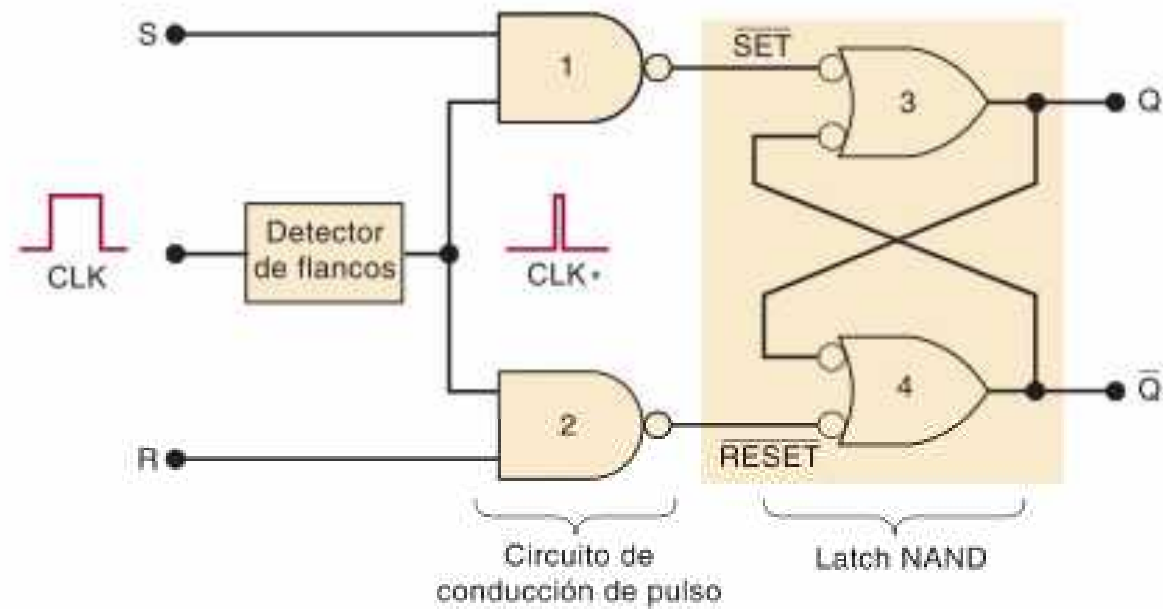 S
1
SET
3
Q
CLK
Detector
de flancos
CLK*
2
R
RESET
4
Q
Circuito de
conducción de pulso
Latch NAND